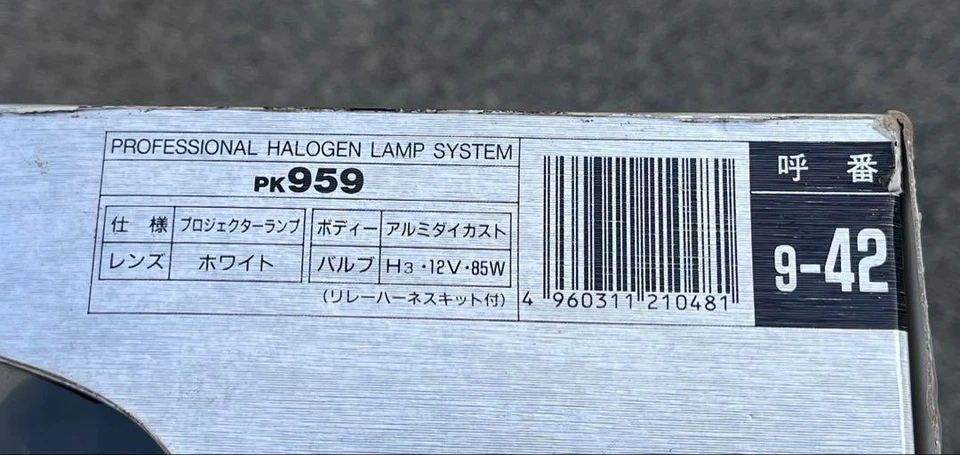 PROFESSIONAL HALOGEN LAMP SYSTEM
PK959
仕様 プロジェクターランプ ボディー アルミダイカスト
レンズ ホワイト バルブ H3・12V・85W
(リレーハーネスキット付)
4 960311 210481
呼番
9-42